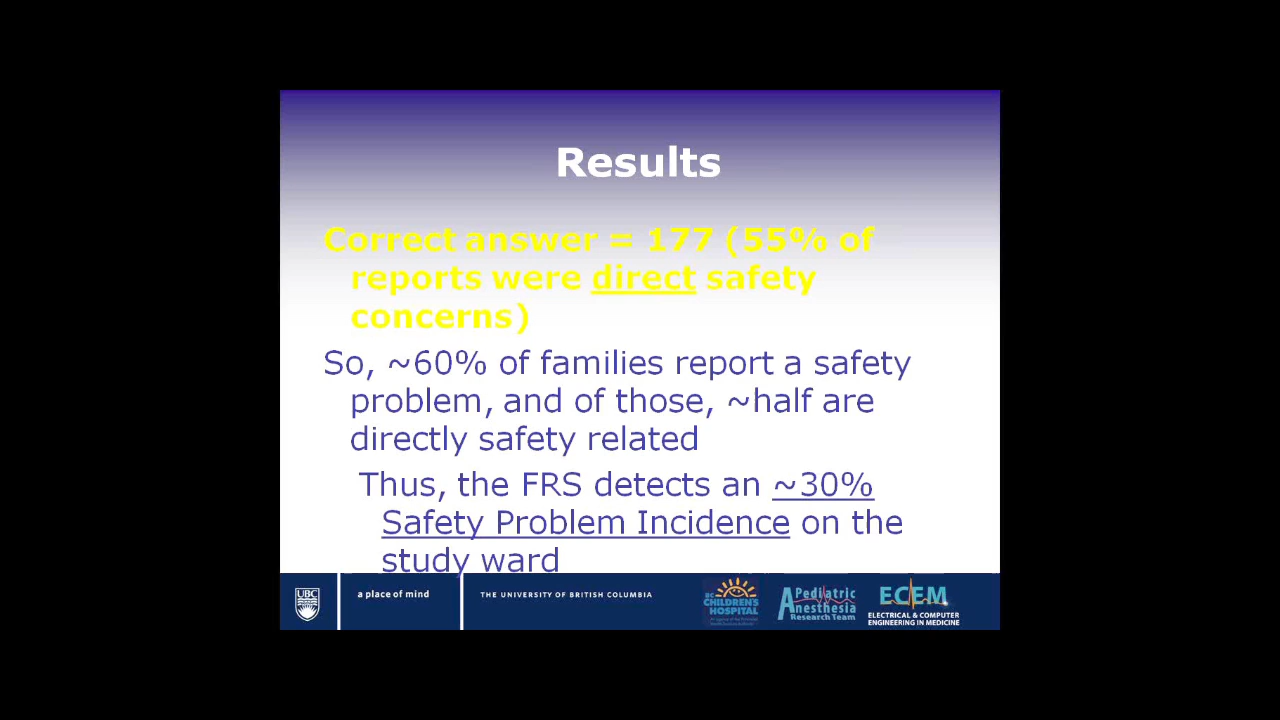 Results
Correct answer = 177 (55% of
reports were direct safety
concerns)
So, ~60% of families report a safety
problem, and of those, ~half are
directly safety related
Thus, the FRS detects an ~30%
Safety Problem Incidence on the
study ward
UBC
a place of mind
THE UNIVERSITY OF BRITISH COLUMBIA
BC
CHILDREN'S
HOSPITAL
Pediatric
Anesthesia
Research Team
ECEM
ELECTRICAL & COMPUTER
ENGINEERING IN MEDICINE